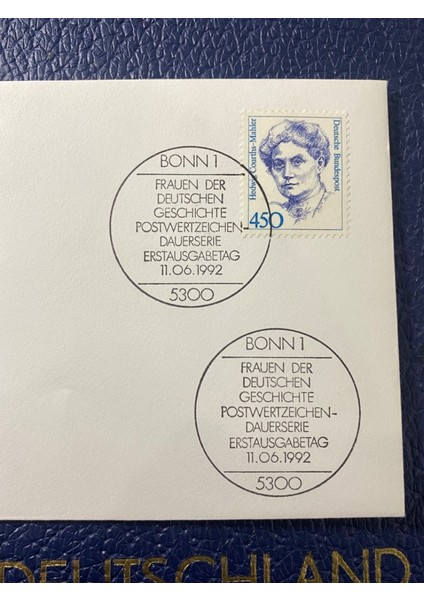 Hedwig Courths-Mahler
Deutsche Bundespost
450
BONN 1
FRAUEN DER
DEUTSCHEN
GESCHICHTE
POSTWERTZEICHEN-
DAUERSERIE
ERSTAUSGABETAG
11.06.1992
5300
BONN 1
FRAUEN DER
DEUTSCHEN
GESCHICHTE
POSTWERTZEICHEN-
DAUERSERIE
ERSTAUSGABETAG
11.06.1992
5300
DEUTSCHLAND